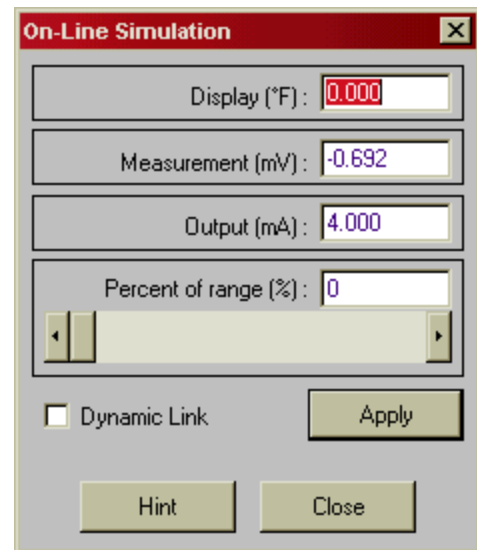 On-Line Simulation
Display (°F) : 0.000
Measurement (mV) : -0.692
Output (mA) : 4.000
Percent of range (%) : 0
Dynamic Link Apply
Hint Close